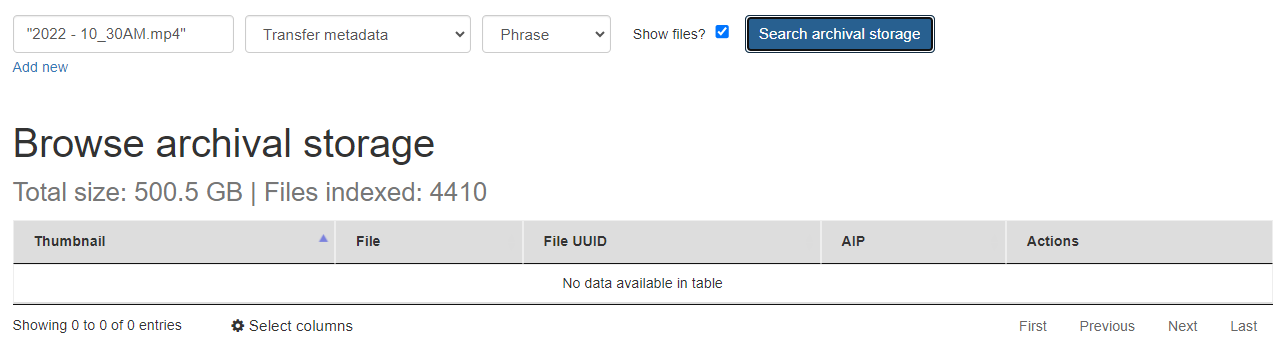 "2022 - 10_30AM.mp4" Transfer metadata Phrase Show files? Search archival storage
Add new
Browse archival storage
Total size: 500.5 GB | Files indexed: 4410
Thumbnail File File UUID AIP Actions
No data available in table
Showing 0 to 0 of 0 entries Select columns First Previous Next Last